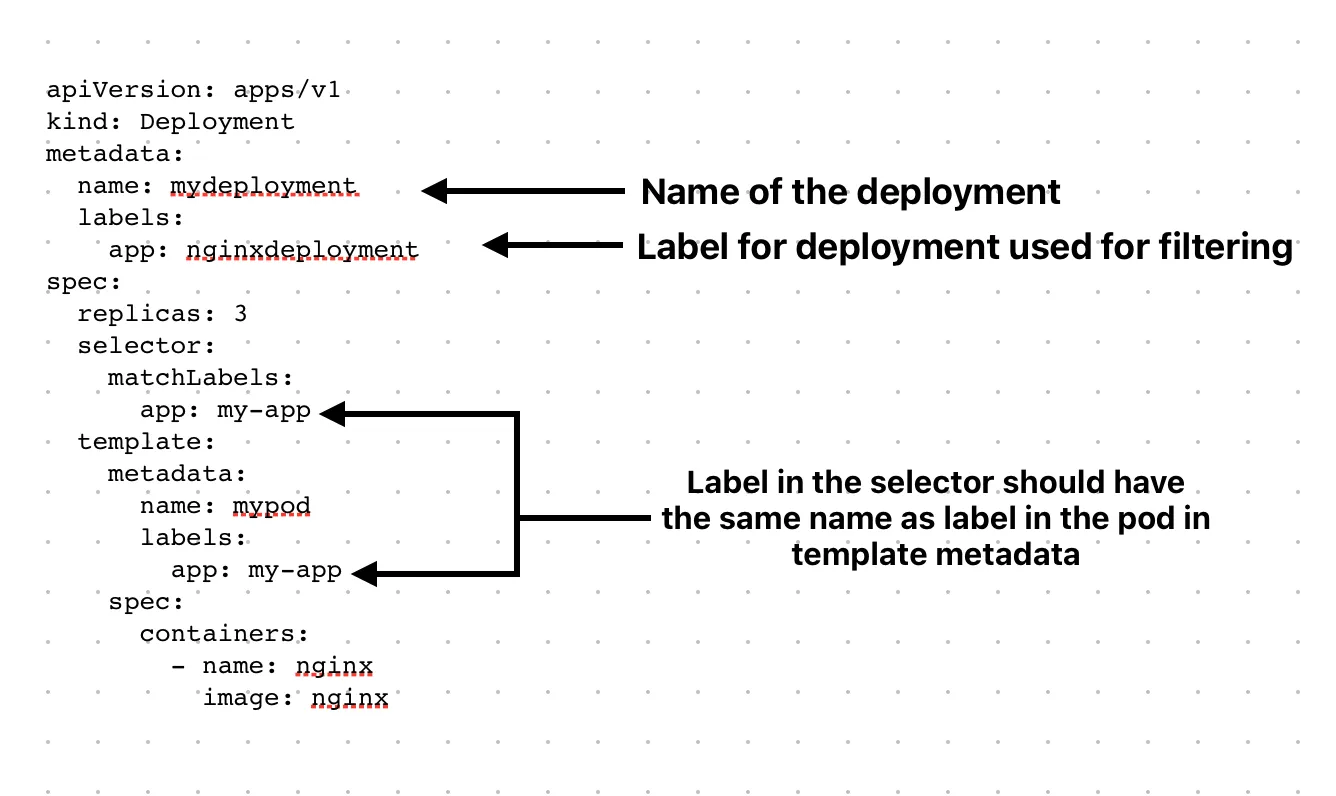 apiVersion: apps/v1
kind: Deployment
metadata:
  name: mydeployment
  labels:
    app: nginxdeployment
spec:
  replicas: 3
  selector:
    matchLabels:
      app: my-app
  template:
    metadata:
      name: mypod
      labels:
        app: my-app
    spec:
      containers:
        - name: nginx
          image: nginx
Name of the deployment
Label for deployment used for filtering
Label in the selector should have
the same name as label in the pod in
template metadata